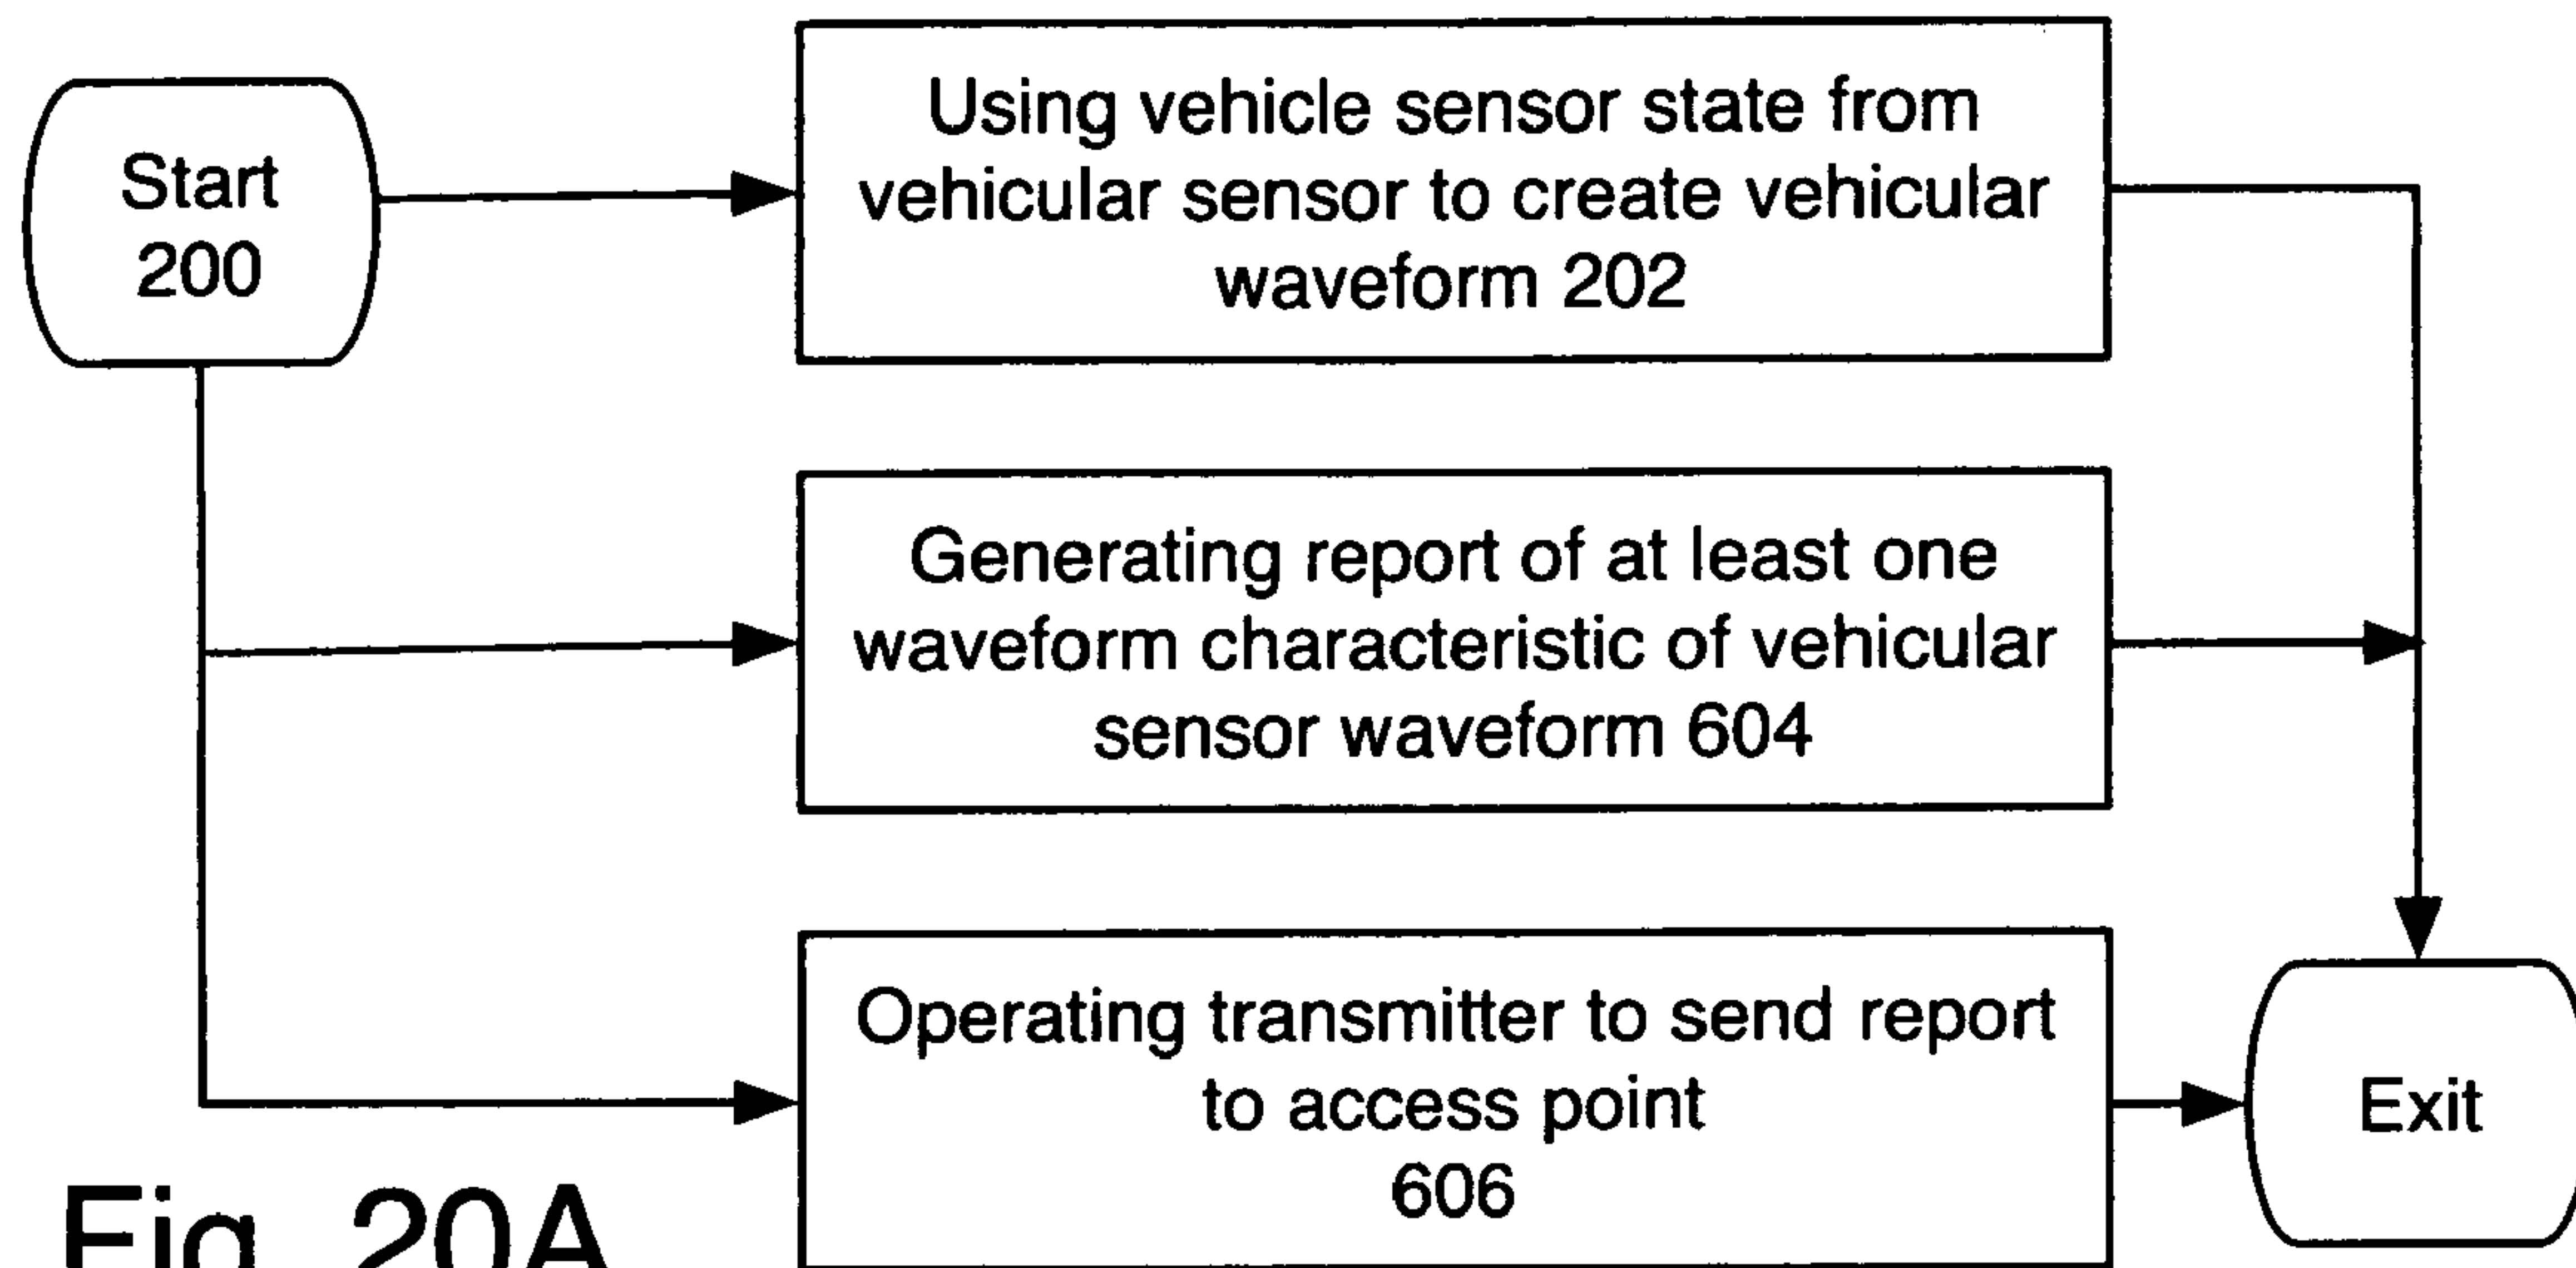 Start
200
Using vehicle sensor state from
vehicular sensor to create vehicular
waveform 202
Generating report of at least one
waveform characteristic of vehicular
sensor waveform 604
Operating transmitter to send report
to access point
606
Exit
Fig. 20A